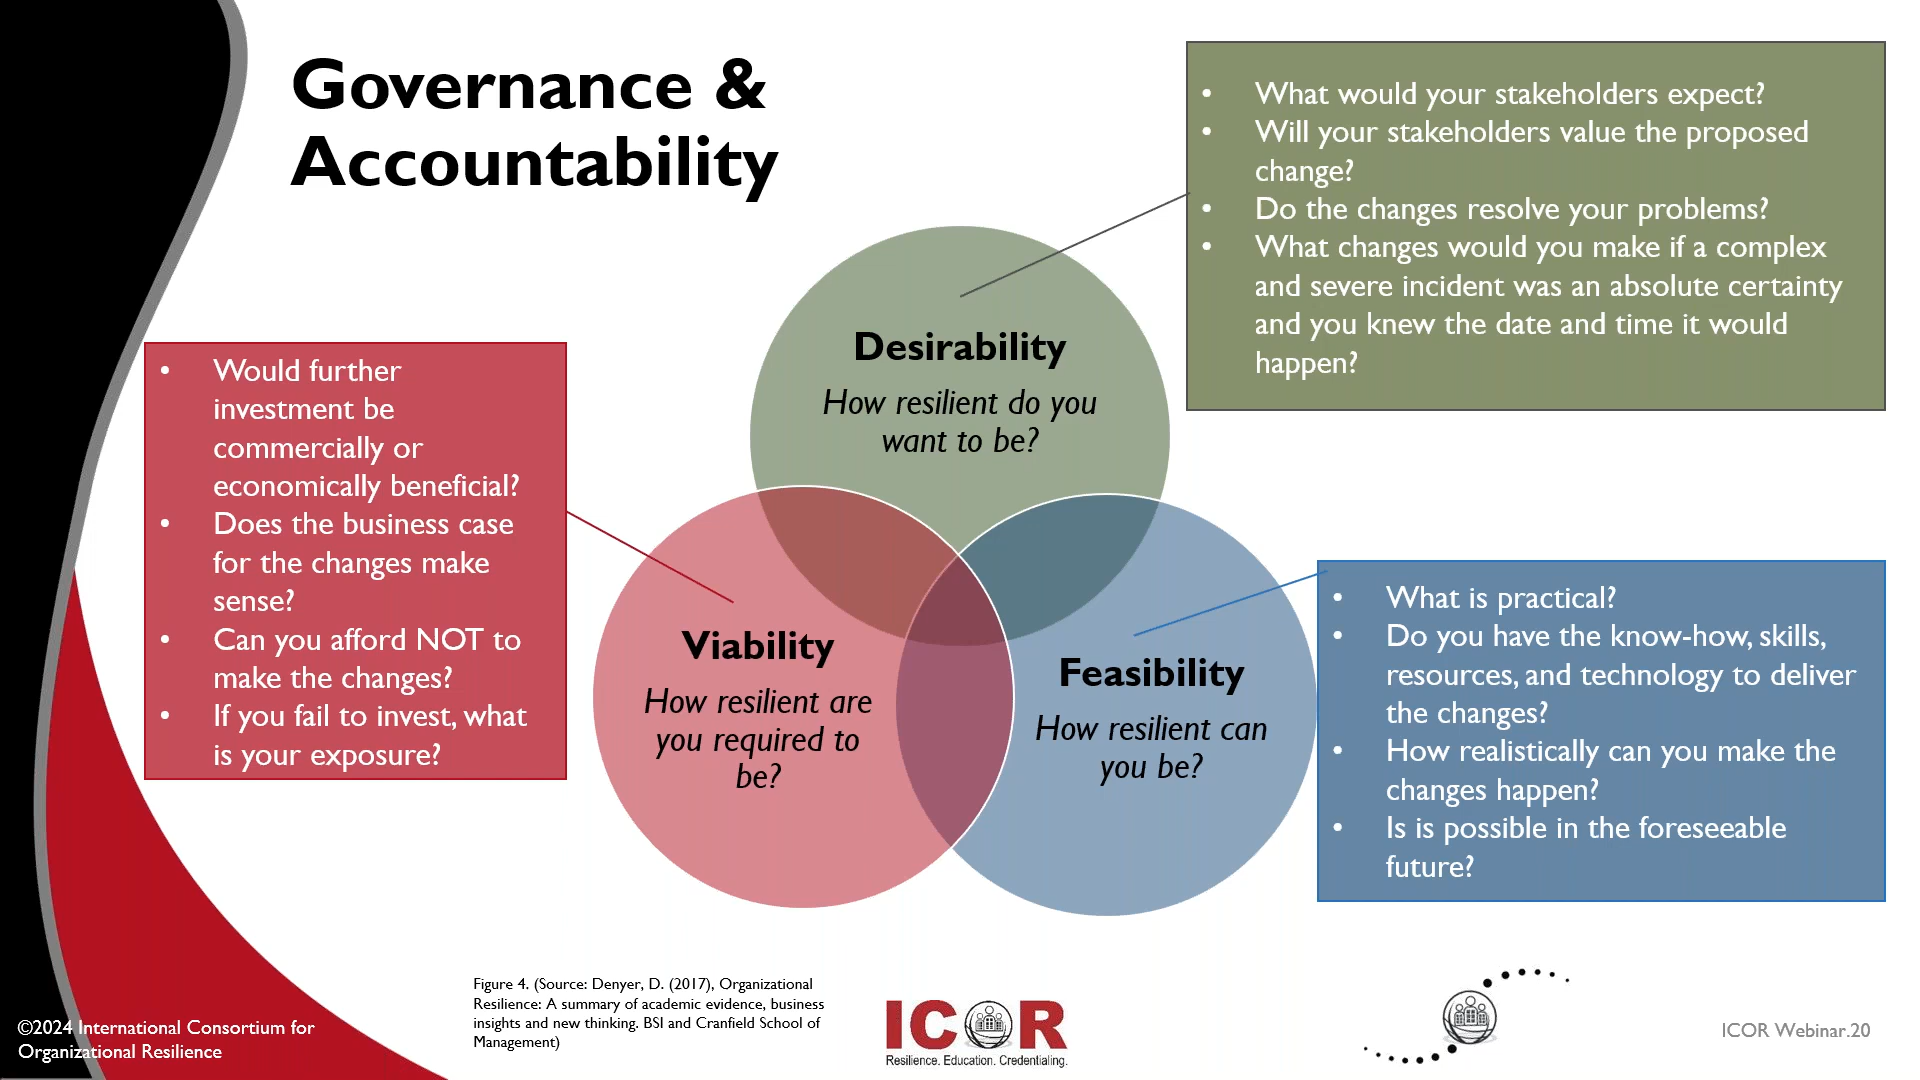 Governance &
Accountability
• What would your stakeholders expect?
• Will your stakeholders value the proposed
change?
• Do the changes resolve your problems?
• What changes would you make if a complex
and severe incident was an absolute certainty
and you knew the date and time it would
happen?
Desirability
How resilient do you
want to be?
• Would further
investment be
commercially or
economically beneficial?
• Does the business case
for the changes make
sense?
• Can you afford NOT to
make the changes?
• If you fail to invest, what
is your exposure?
Viability
How resilient are
you required to
be?
Feasibility
How resilient can
you be?
• What is practical?
• Do you have the know-how, skills,
resources, and technology to deliver
the changes?
• How realistically can you make the
changes happen?
• Is is possible in the foreseeable
future?
Figure 4. (Source: Denyer, D. (2017), Organizational
Resilience: A summary of academic evidence, business
insights and new thinking. BSI and Cranfield School of
Management)
©2024 International Consortium for
Organizational Resilience
ICOR
Resilience. Education. Credentialing.
ICOR Webinar.20